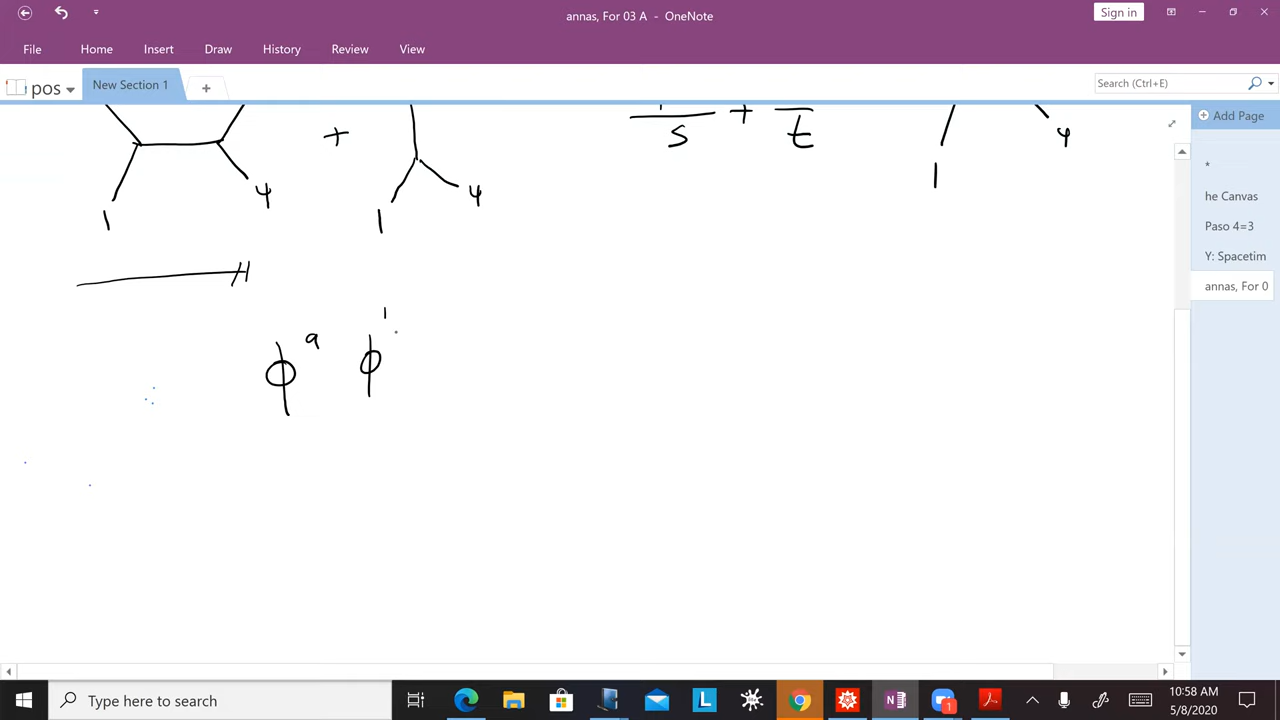 annas, For 03 A - OneNote
Sign in
File Home Insert Draw History Review View
pos New Section 1 +
Search (Ctrl+E)
Add Page
*
he Canvas
Paso 4=3
Y: Spacetim
annas, For 0
+ s + t
1 4 1 4 1 4
ϕ^a ϕ^1
Type here to search
1
10:58 AM
5/8/2020